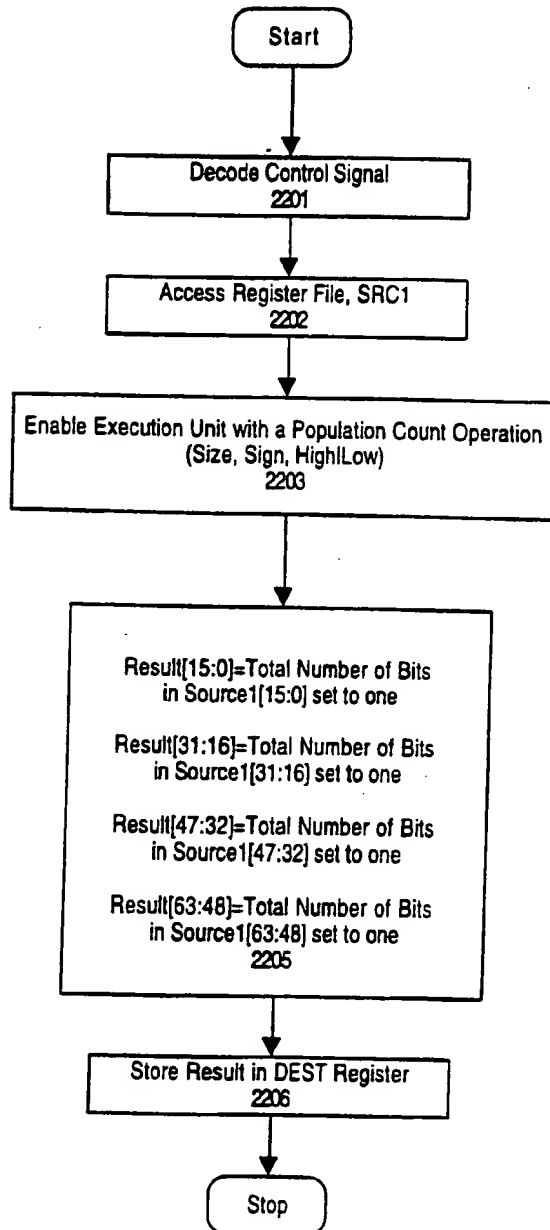 Start
Decode Control Signal
2201
Access Register File, SRC1
2202
Enable Execution Unit with a Population Count Operation
(Size, Sign, High|Low)
2203
Result[15:0]=Total Number of Bits
in Source1[15:0] set to one
Result[31:16]=Total Number of Bits
in Source1[31:16] set to one
Result[47:32]=Total Number of Bits
in Source1[47:32] set to one
Result[63:48]=Total Number of Bits
in Source1[63:48] set to one
2205
Store Result in DEST Register
2206
Stop